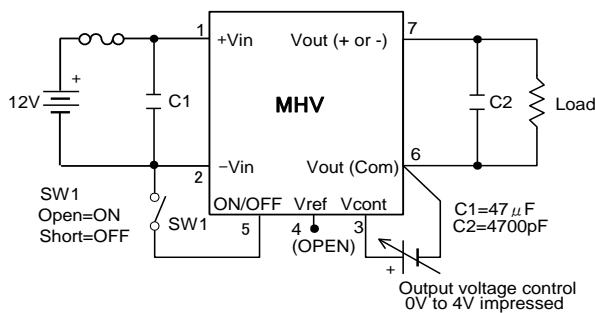 1
+Vin
Vout (+ or -)
7
+
12V
C1
MHV
C2
Load
−Vin
2
Vout (Com)
6
SW1
Open=ON
Short=OFF
SW1
ON/OFF
5
Vref
4
(OPEN)
Vcont
3
C1=47μF
C2=4700pF
+
Output voltage control
0V to 4V impressed